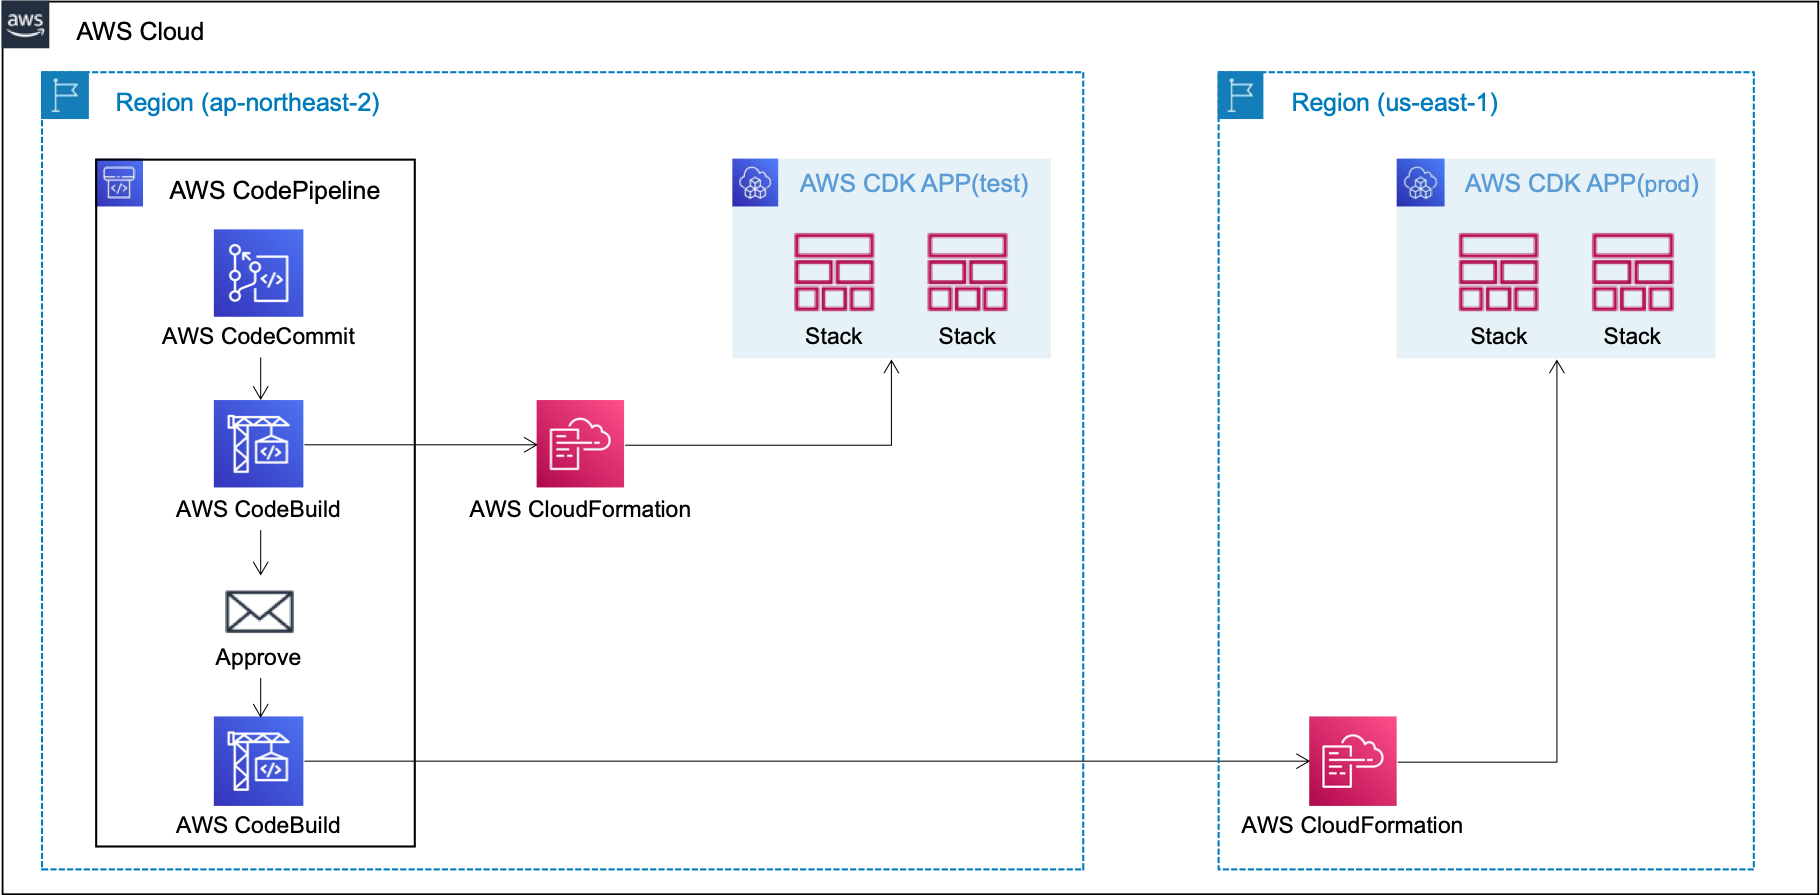 aws
AWS Cloud
Region (ap-northeast-2)
AWS CodePipeline
</>
AWS CodeCommit
</>
AWS CodeBuild
</>
Approve
AWS CodeBuild
</>
AWS CloudFormation
AWS CDK APP(test)
Stack Stack
Region (us-east-1)
AWS CDK APP(prod)
Stack Stack
AWS CloudFormation